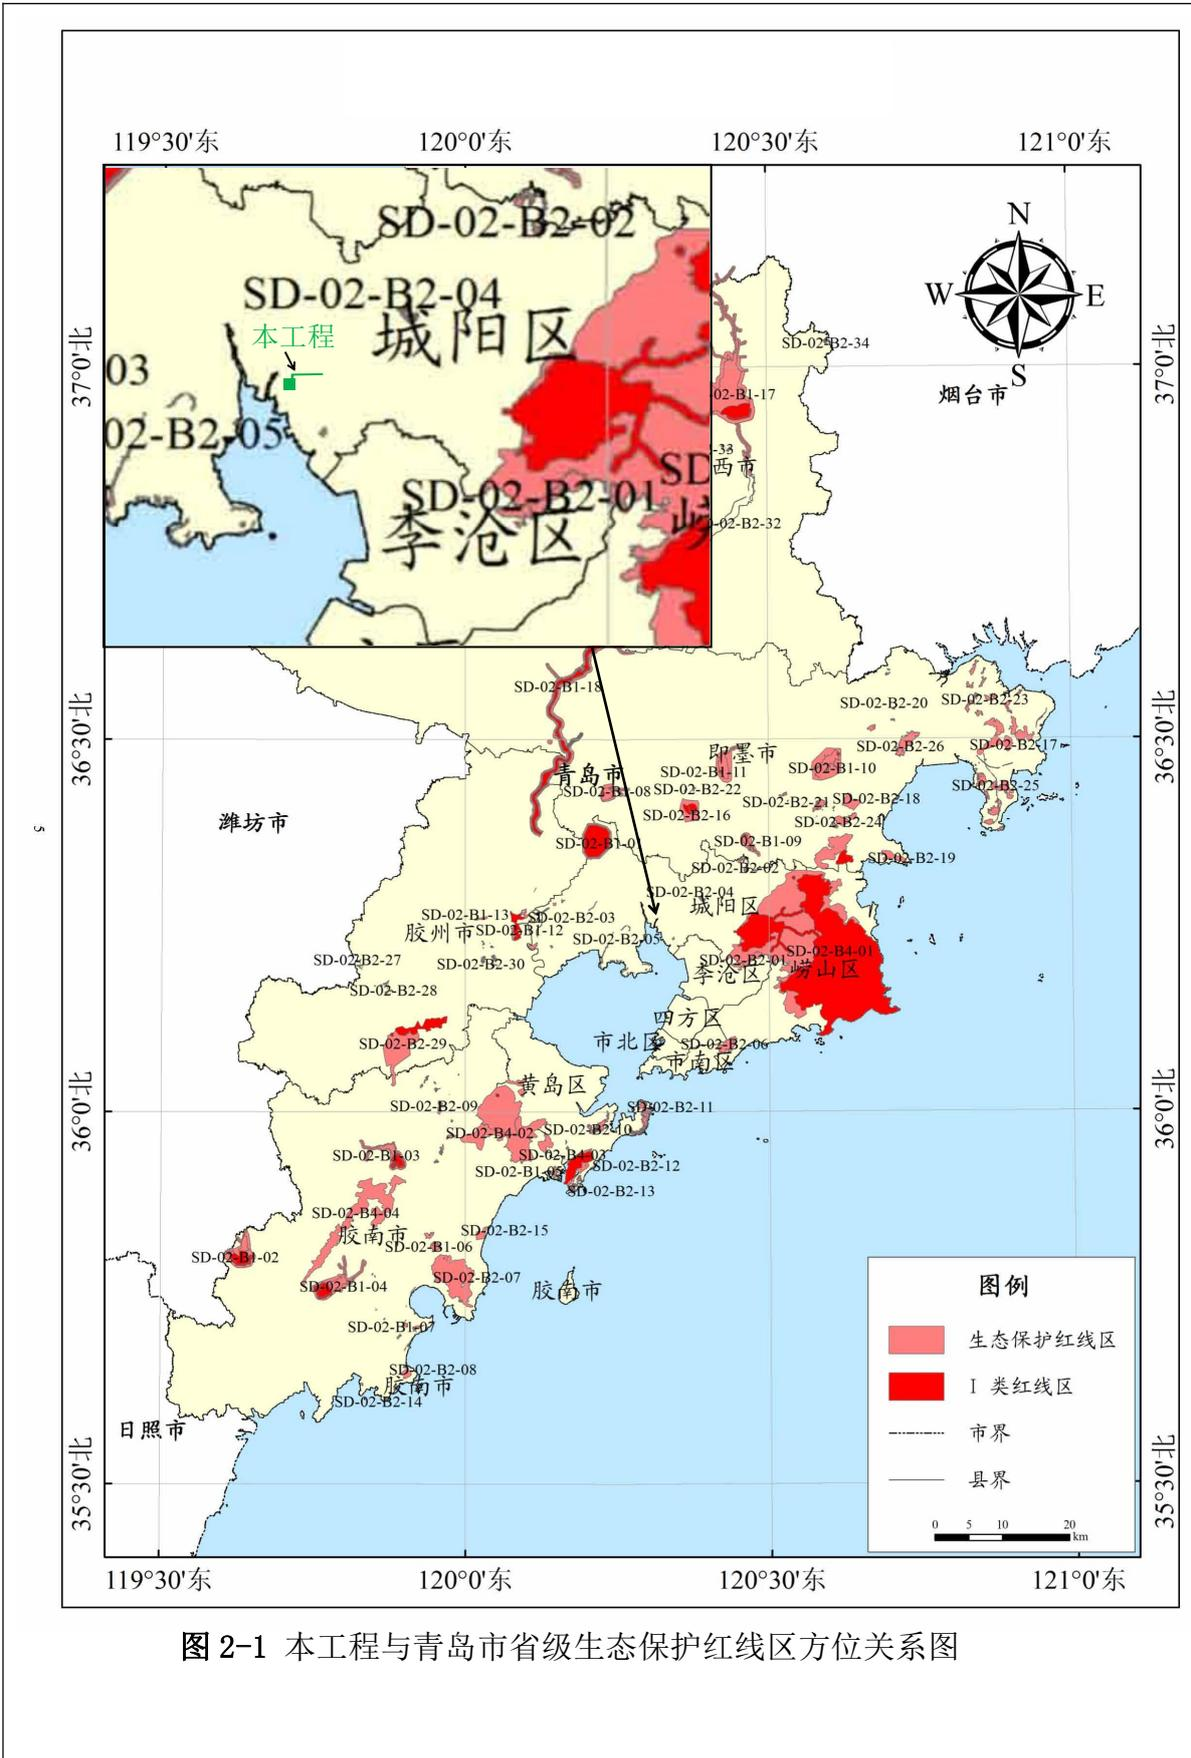 119°30'东
120°0'东
120°30'东
121°0'东
SD-02-B2-02
SD-02-B2-04
城阳区
本工程
03
02-B2-05
SD-02-B2-01
SD
李沧区
N
W
E
S
37°0'北
37°0'北
SD-02-B2-34
烟台市
-02-B1-17
-33
西市
-02-B2-32
SD-02-B1-18
SD-02-B2-20
SD-02-B2-23
36°30'北
36°30'北
即墨市
SD-02-B2-26
SD-02-B2-17
青岛市
SD-02-B1-11
SD-02-B1-10
SD-02-B2-22
SD-02-B2-25
SD-02-B2-21
SD-02-B2-18
SD-02-B2-16
SD-02-B2-24
潍坊市
5
SD-02-B1-09
SD-02-B2-19
SD-02-B2-02
SD-02-B2-04
城阳区
SD-02-B1-13
SD-02-B2-03
胶州市
SD-02-B1-12
SD-02-B2-05
SD-02-B4-01
SD-02-B2-27
SD-02-B2-30
SD-02-B2-01
李沧区
崂山区
SD-02-B2-28
四方区
SD-02-B2-29
市北区
SD-02-B2-06
市南区
黄岛区
36°0'北
36°0'北
SD-02-B2-09
SD-02-B2-11
SD-02-B4-02
SD-02-B2-10
SD-02-B1-03
SD-02-B4-03
SD-02-B2-12
SD-02-B2-13
SD-02-B4-04
胶南市
SD-02-B2-15
SD-02-B1-06
SD-02-B1-02
SD-02-B1-04
SD-02-B2-07
胶南市
SD-02-B1-07
SD-02-B2-08
胶南市
SD-02-B2-14
日照市
图例
生态保护红线区
I 类红线区
市界
县界
0 5 10 20
km
35°30'北
35°30'北
119°30'东
120°0'东
120°30'东
121°0'东
图 2-1 本工程与青岛市省级生态保护红线区方位关系图